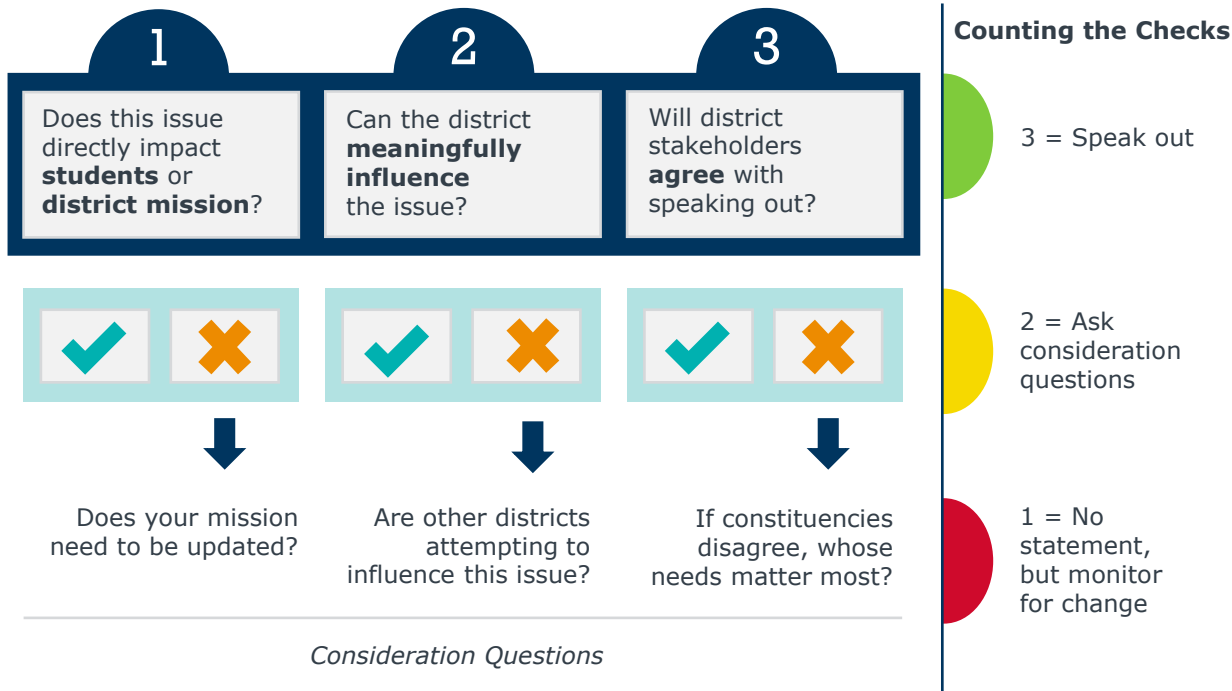 1
2
3
Does this issue
directly impact
students or
district mission?
Can the district
meaningfully
influence
the issue?
Will district
stakeholders
agree with
speaking out?
Does your mission
need to be updated?
Are other districts
attempting to
influence this issue?
If constituencies
disagree, whose
needs matter most?
Consideration Questions
Counting the Checks
3 = Speak out
2 = Ask
consideration
questions
1 = No
statement,
but monitor
for change